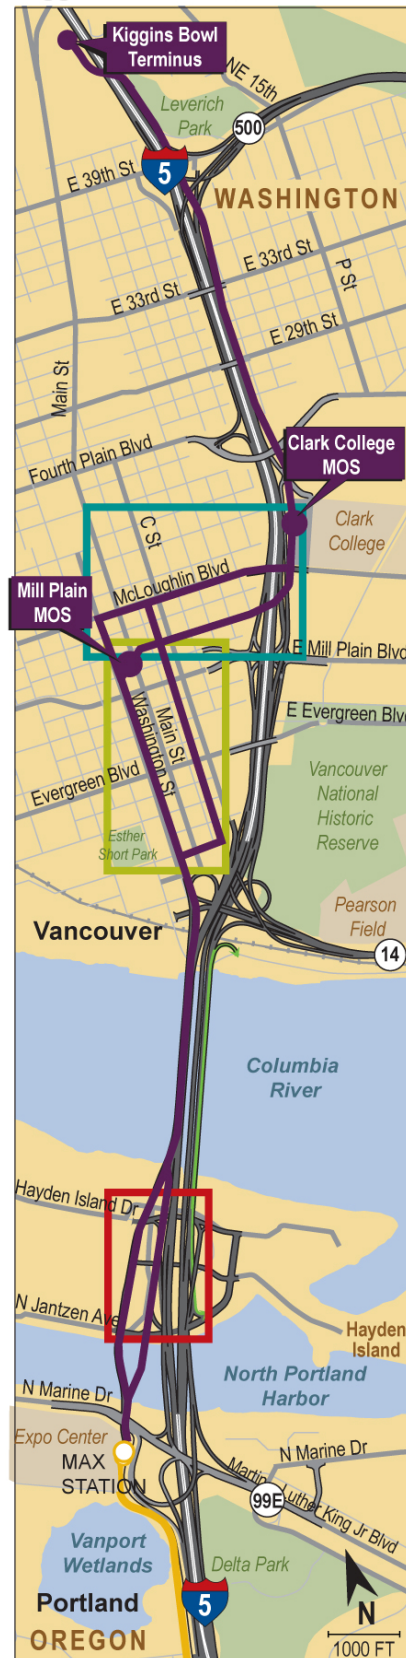 Kiggins Bowl
Terminus
NE 15th
Leverich
Park
500
E 39th St
5
WASHINGTON
E 33rd St
E 33rd St
P St
E 29th St
Main St
Fourth Plain Blvd
Clark College
MOS
C St
Clark
College
McLoughlin Blvd
Mill Plain
MOS
E Mill Plain Blvd
Main St
Washington St
E Evergreen Blvd
Evergreen Blvd
Vancouver
National
Historic
Reserve
Esther
Short Park
Pearson
Field
Vancouver
14
Columbia
River
Hayden Island Dr
N Jantzen Ave
Hayden
Island
North Portland
Harbor
N Marine Dr
Expo Center
MAX
STATION
N Marine Dr
Martin Luther King Jr Blvd
99E
Vanport
Wetlands
Delta Park
Portland
5
N
OREGON
1000 FT